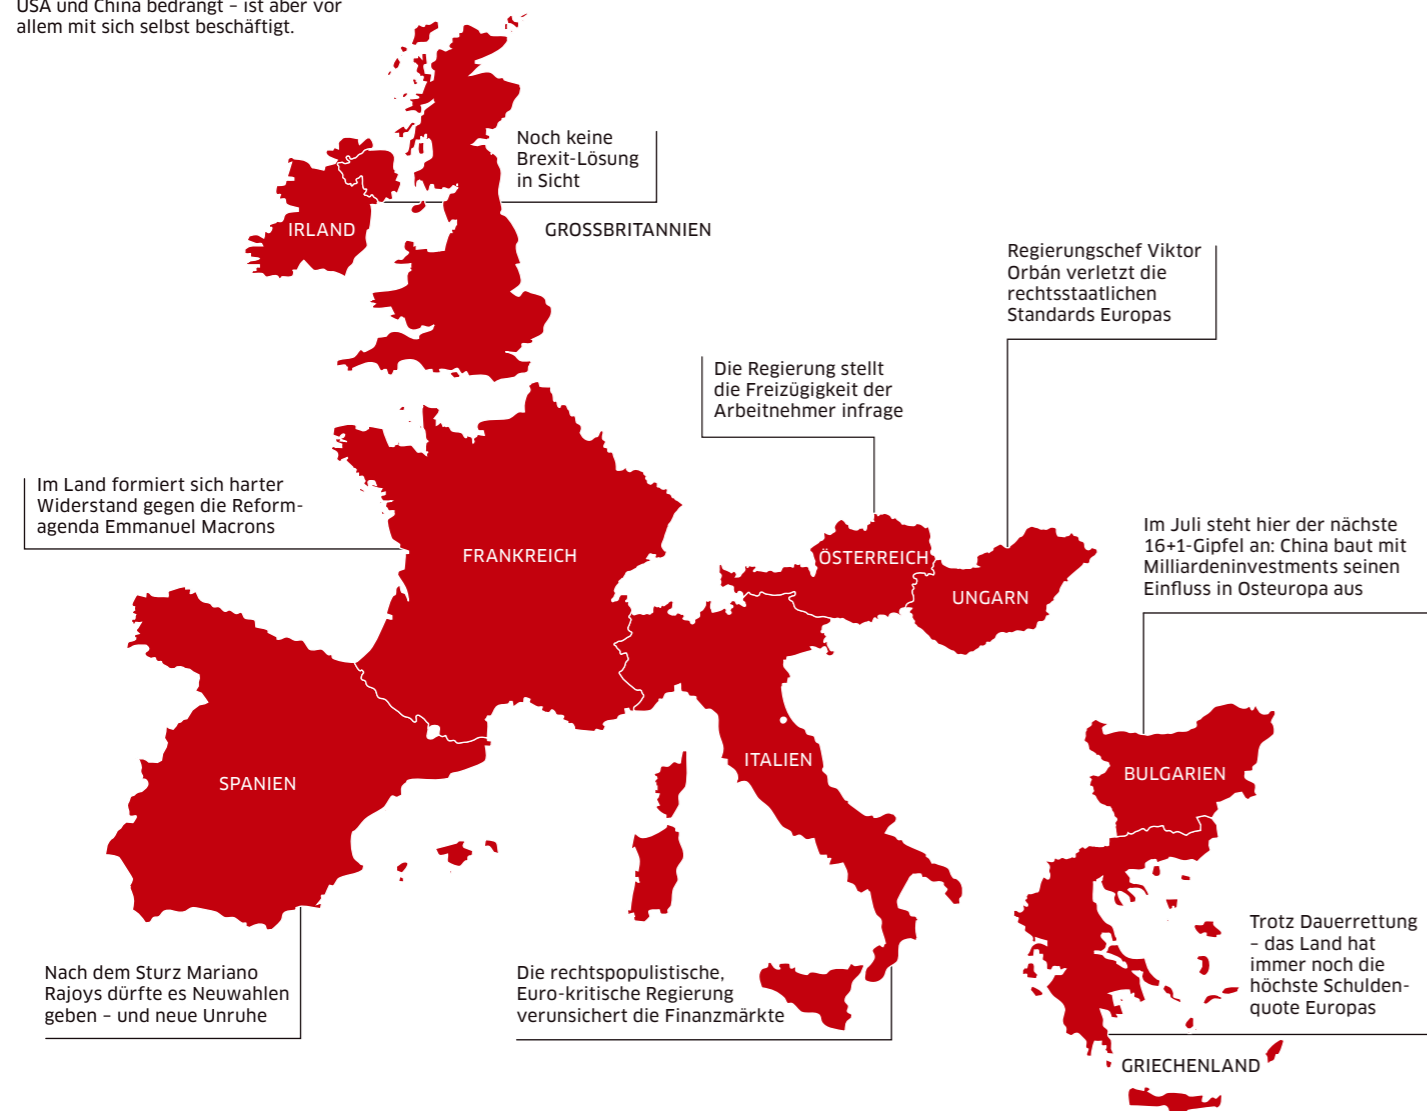 USA und China bedrängt – ist aber vor
allem mit sich selbst beschäftigt.
Noch keine
Brexit-Lösung
in Sicht
IRLAND
GROSSBRITANNIEN
Regierungschef Viktor
Orbán verletzt die
rechtsstaatlichen
Standards Europas
Die Regierung stellt
die Freizügigkeit der
Arbeitnehmer infrage
Im Land formiert sich harter
Widerstand gegen die Reform-
agenda Emmanuel Macrons
FRANKREICH
ÖSTERREICH
UNGARN
Im Juli steht hier der nächste
16+1-Gipfel an: China baut mit
Milliardeninvestments seinen
Einfluss in Osteuropa aus
SPANIEN
ITALIEN
BULGARIEN
Nach dem Sturz Mariano
Rajoys dürfte es Neuwahlen
geben – und neue Unruhe
Die rechtspopulistische,
Euro-kritische Regierung
verunsichert die Finanzmärkte
Trotz Dauerrettung
– das Land hat
immer noch die
höchste Schulden-
quote Europas
GRIECHENLAND